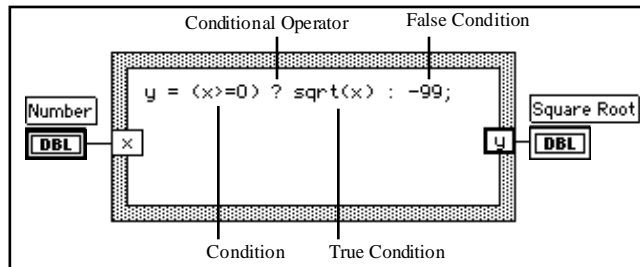 Conditional Operator
False Condition
y = (x>=0) ? sqrt(x) : -99;
Number
Square Root
DBL
x
y
DBL
Condition
True Condition